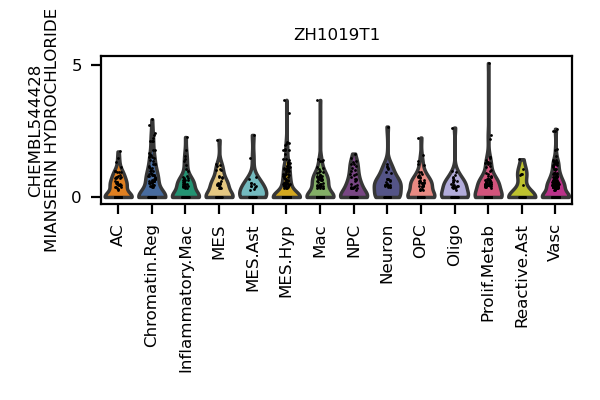 ZH1019T1
CHEMBL544428
MIANSERIN HYDROCHLORIDE
5
0
AC
Chromatin.Reg
Inflammatory.Mac
MES
MES.Ast
MES.Hyp
Mac
NPC
Neuron
OPC
Oligo
Prolif.Metab
Reactive.Ast
Vasc